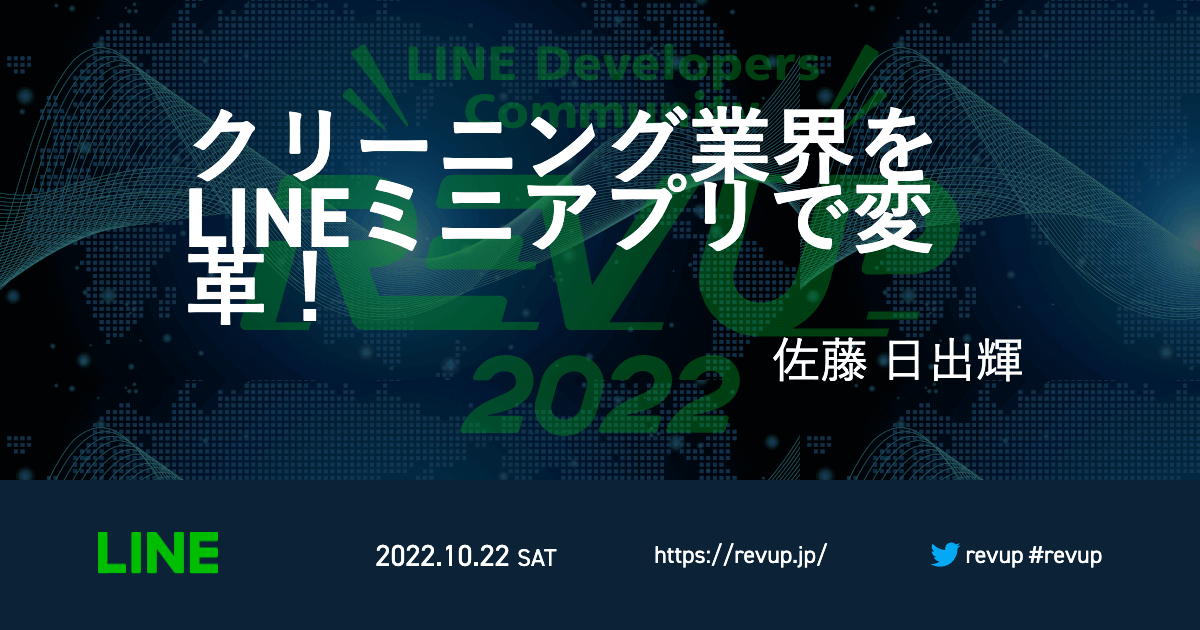 LINE Developers
Community
REVUP
2022
クリーニング業界を
LINEミニアプリで変
革！
佐藤 日出輝
LINE
2022.10.22 SAT
https://revup.jp/
revup #revup